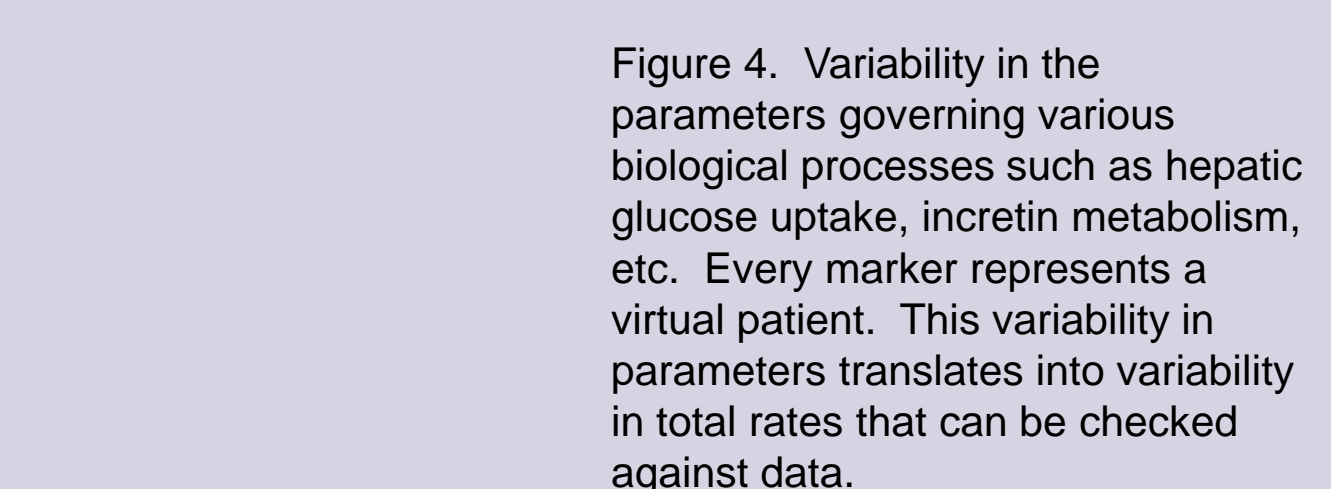 Figure 4.  Variability in the
parameters governing various
biological processes such as hepatic
glucose uptake, incretin metabolism,
etc.  Every marker represents a
virtual patient.  This variability in
parameters translates into variability
in total rates that can be checked
against data.